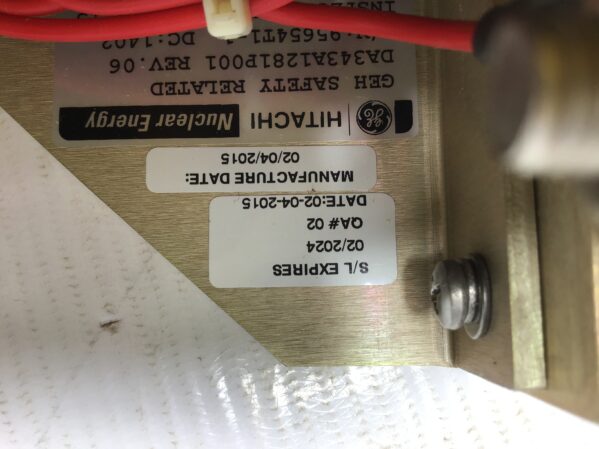 S/L EXPIRES
02/2024
QA# 02
DATE:02-04-2015
MANUFACTURE DATE:
02/04/2015
HITACHI Nuclear Energy
GEH SAFETY RELATED
DA343A1281P001 REV.06
DC:1402